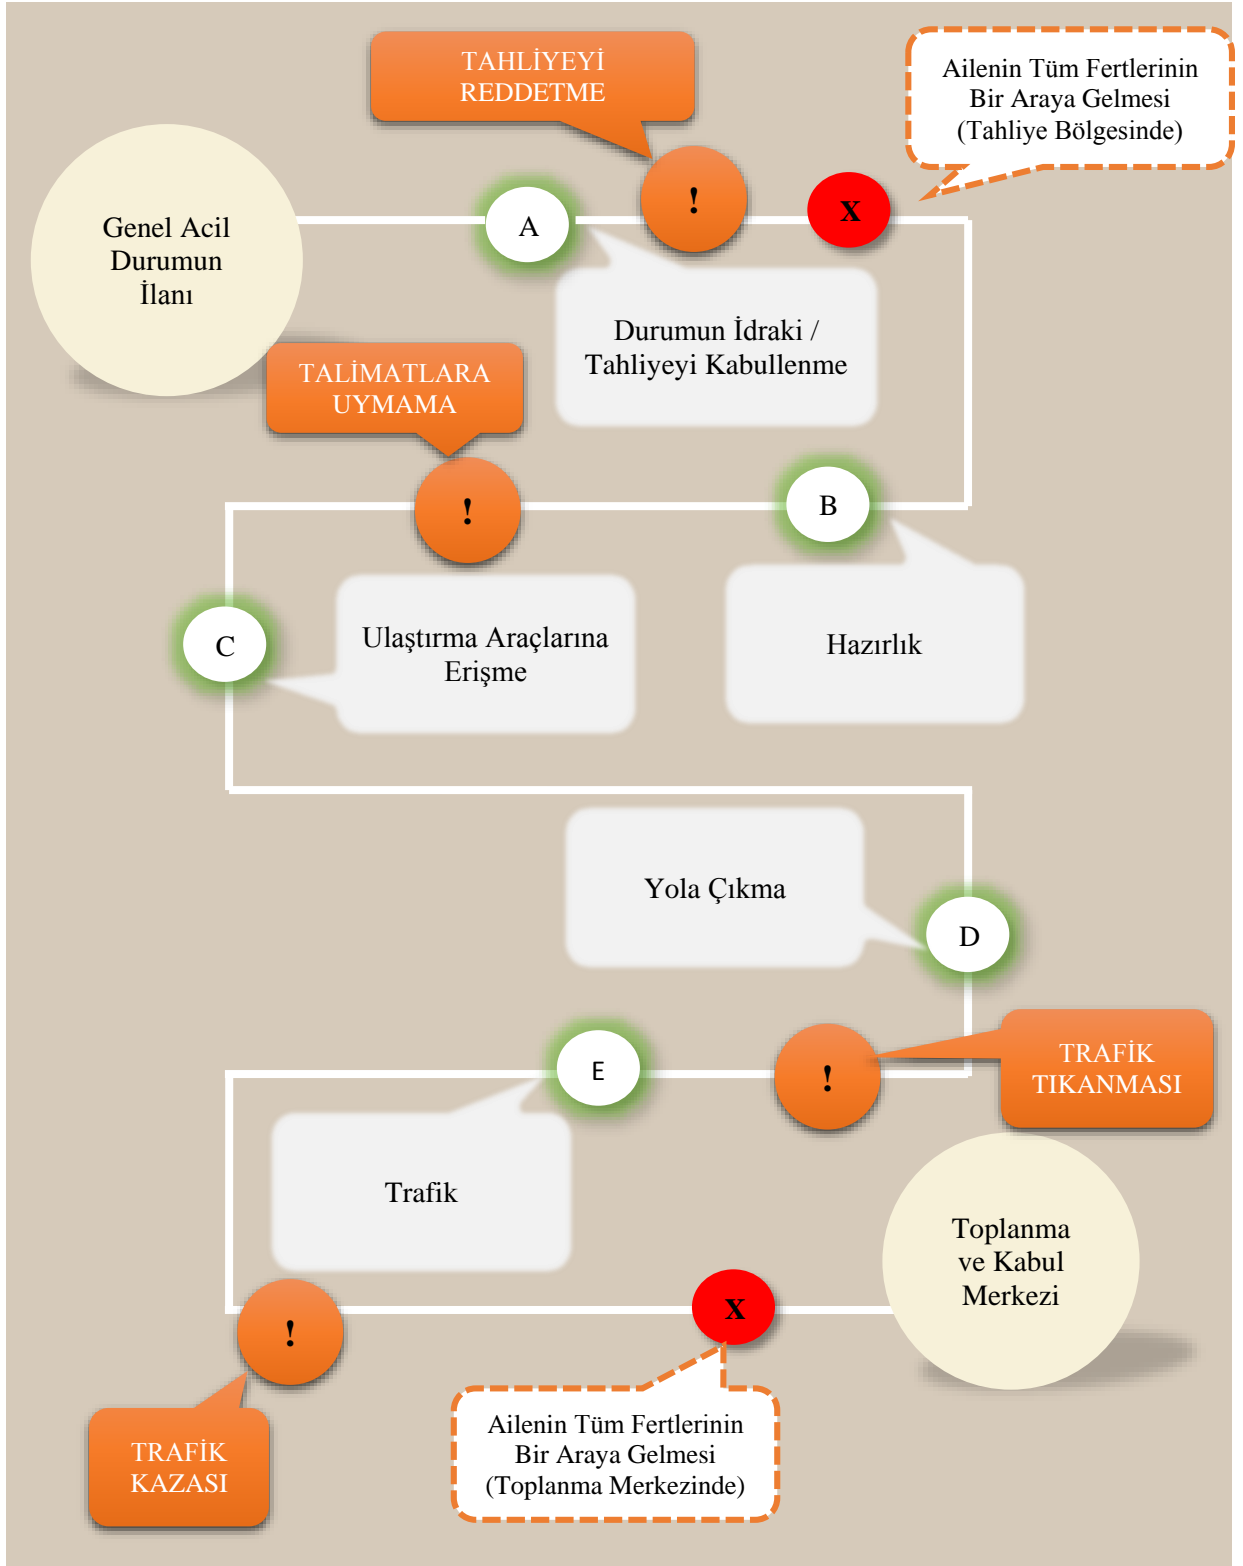 TAHLİYEYİ
REDDETME
Ailenin Tüm Fertlerinin
Bir Araya Gelmesi
(Tahliye Bölgesinde)
Genel Acil
Durumun
İlanı
A
!
X
Durumun İdraki /
Tahliyeyi Kabullenme
TALİMATLARA
UYMAMA
!
B
Hazırlık
C
Ulaştırma Araçlarına
Erişme
Yola Çıkma
D
E
!
TRAFİK
TIKANMASI
Trafik
Toplanma
ve Kabul
Merkezi
!
X
TRAFİK
KAZASI
Ailenin Tüm Fertlerinin
Bir Araya Gelmesi
(Toplanma Merkezinde)